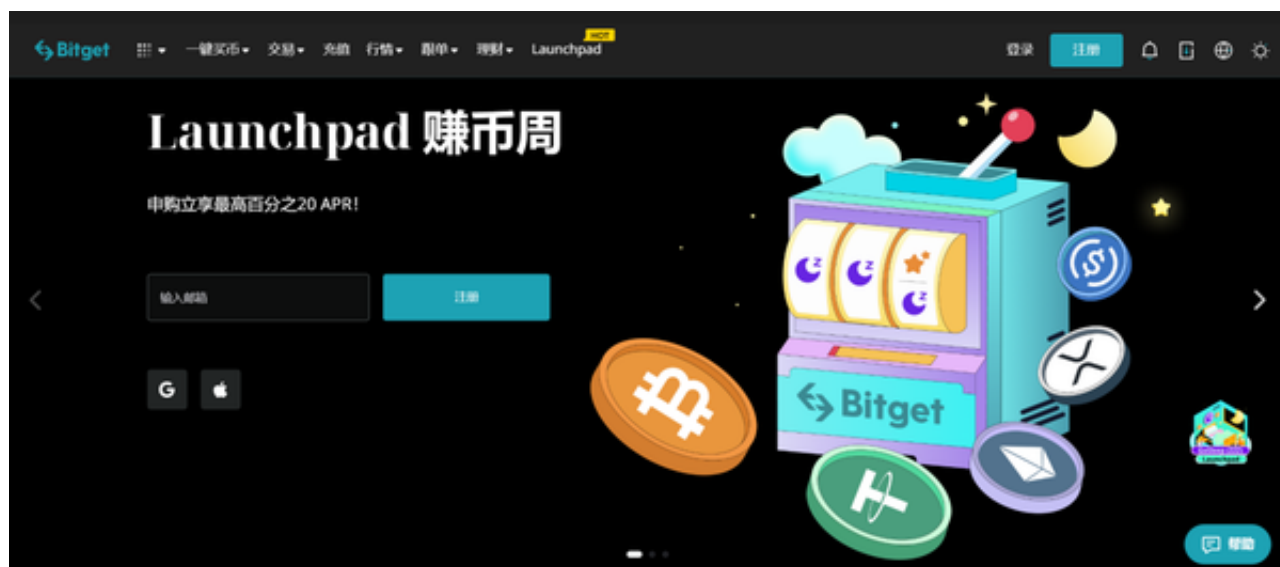 Bitget
一键买币
交易
充值
行情
跟单
理财
Launchpad
HOT
登录
注册
Launchpad 赚币周
申购立享最高百分之20 APR!
输入邮箱
注册
G
Bitget
Launchpad
帮助